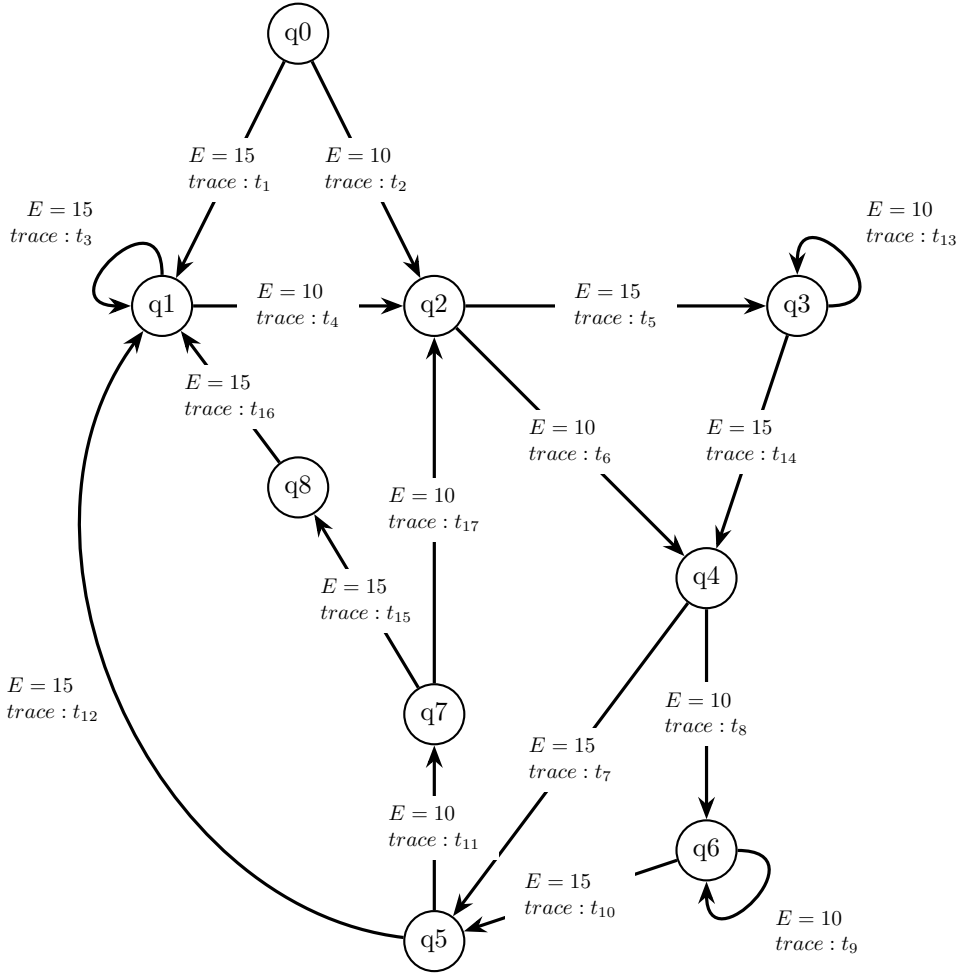 q0
E = 15
trace : t1
E = 10
trace : t2
E = 15
trace : t3
E = 10
trace : t13
q1
E = 10
trace : t4
q2
E = 15
trace : t5
q3
E = 15
trace : t16
E = 10
trace : t6
E = 15
trace : t14
q8
E = 10
trace : t17
q4
E = 15
trace : t15
E = 15
trace : t12
q7
E = 10
trace : t8
E = 15
trace : t7
E = 10
trace : t11
q6
E = 15
trace : t10
E = 10
trace : t9
q5